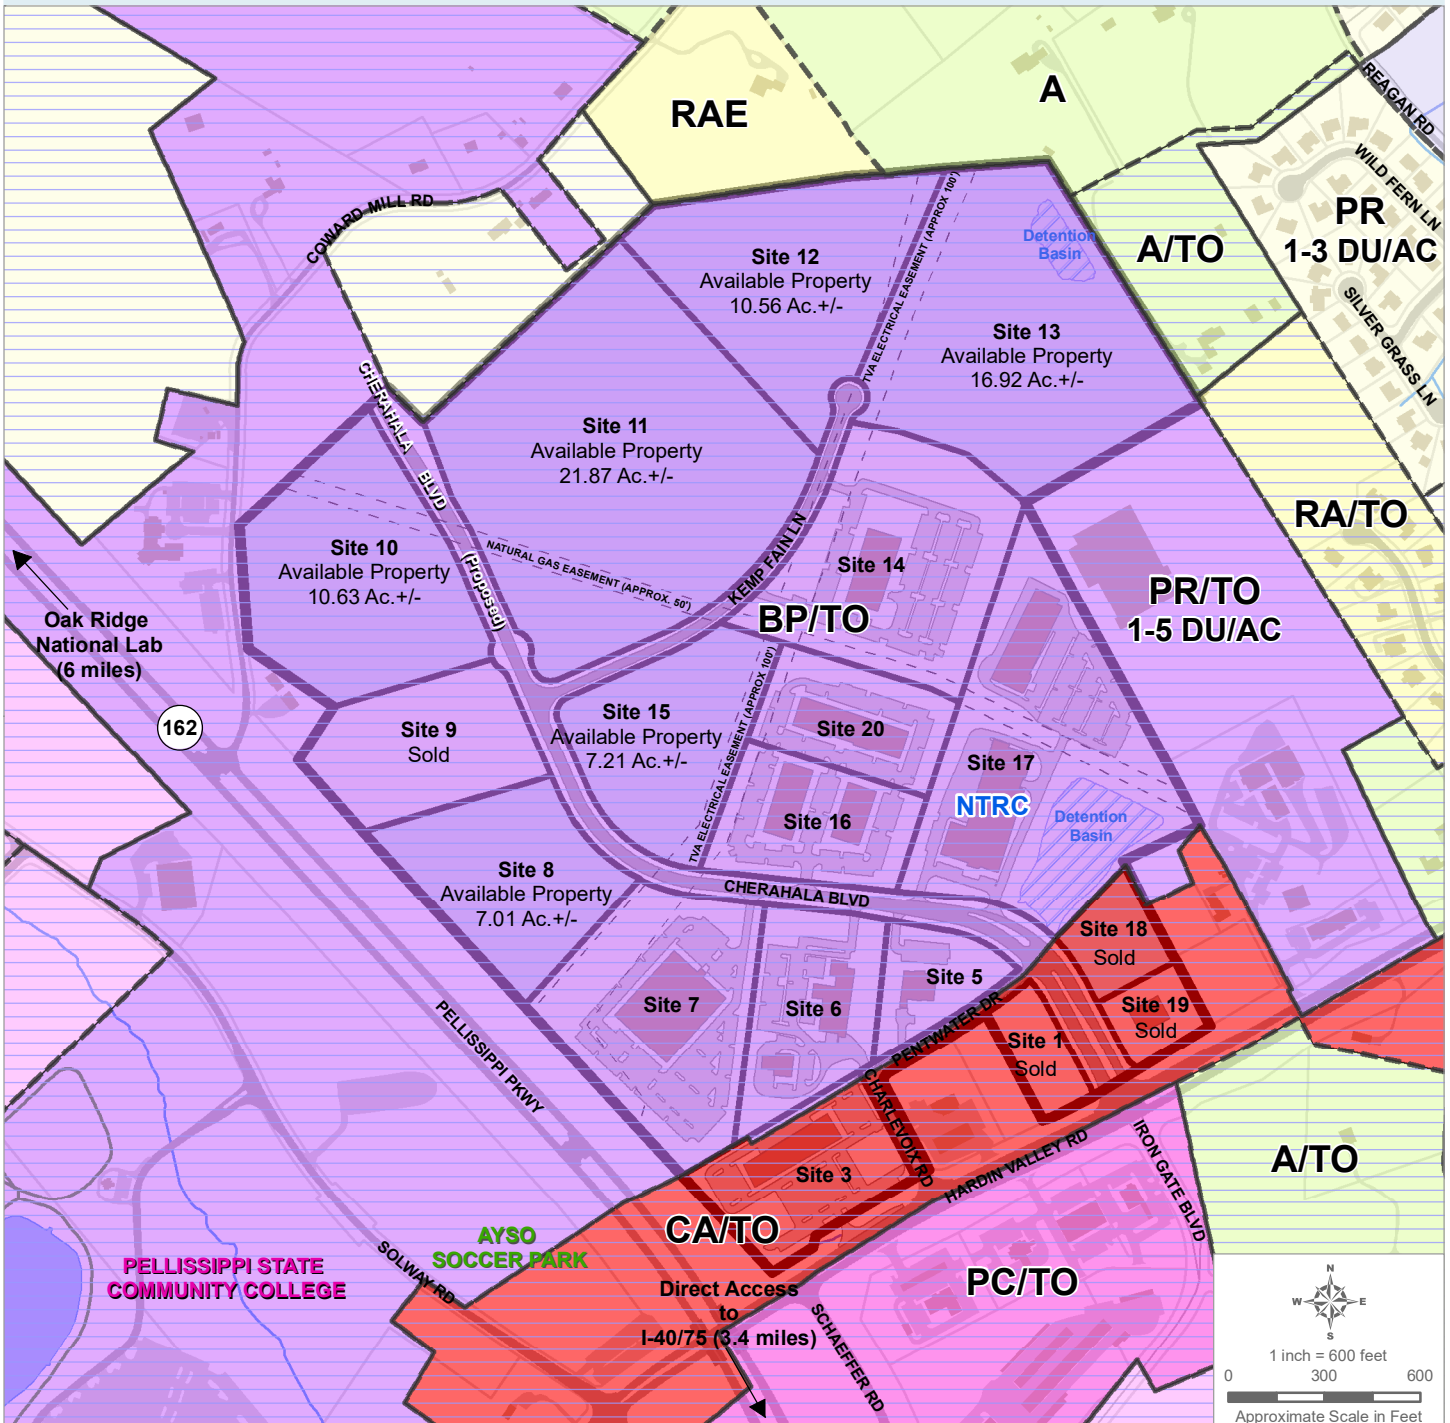 RAE
A
REAGAN RD
WILD FERN LN
PR
1-3 DU/AC
SILVER GRASS LN
A/TO
COWARD MILL RD
Detention
Basin
TVA ELECTRICAL EASEMENT (APPROX 100')
Site 12
Available Property
10.56 Ac.+/-
Site 13
Available Property
16.92 Ac.+/-
CHERAHALA BLVD
(Proposed)
Site 11
Available Property
21.87 Ac.+/-
RA/TO
Site 10
Available Property
10.63 Ac.+/-
NATURAL GAS EASEMENT (APPROX. 50')
KEMP FAIN LN
Site 14
BP/TO
PR/TO
1-5 DU/AC
Oak Ridge
National Lab
(6 miles)
162
Site 9
Sold
Site 15
Available Property
7.21 Ac.+/-
TVA ELECTRICAL EASEMENT (APPROX 100')
Site 20
Site 17
NTRC
Site 16
Detention
Basin
Site 8
Available Property
7.01 Ac.+/-
CHERAHALA BLVD
Site 18
Sold
Site 5
Site 7
Site 6
Site 19
Sold
PENTWATER DR
Site 1
Sold
PELLISSIPPI PKWY
CHARLEVOIX RD
HARDIN VALLEY RD
IRON GATE BLVD
A/TO
Site 3
CA/TO
AYSO
SOCCER PARK
PELLISSIPPI STATE
COMMUNITY COLLEGE
SOLWAY RD
PC/TO
Direct Access
to
I-40/75 (3.4 miles)
SCHAEFFER RD
N
W E
S
1 inch = 600 feet
0 300 600
Approximate Scale in Feet